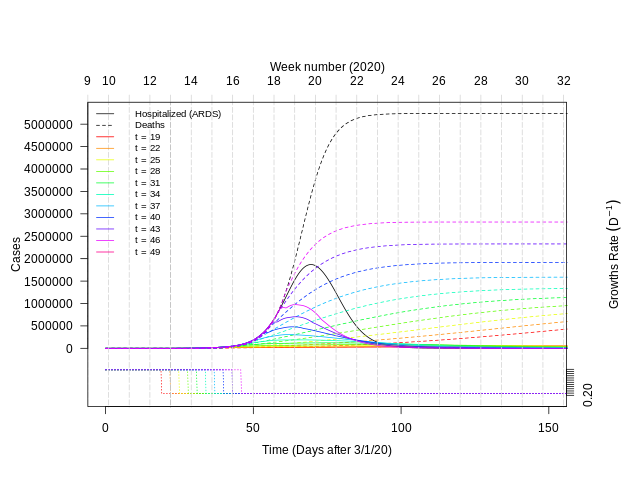 Week number (2020)
9 10 12 14 16 18 20 22 24 26 28 30 32
Hospitalized (ARDS)
Deaths
t = 19
t = 22
t = 25
t = 28
t = 31
t = 34
t = 37
t = 40
t = 43
t = 46
t = 49
5000000
4500000
4000000
3500000
3000000
2500000
2000000
1500000
1000000
500000
0
Cases
Growths Rate (D⁻¹)
0.20
0 50 100 150
Time (Days after 3/1/20)